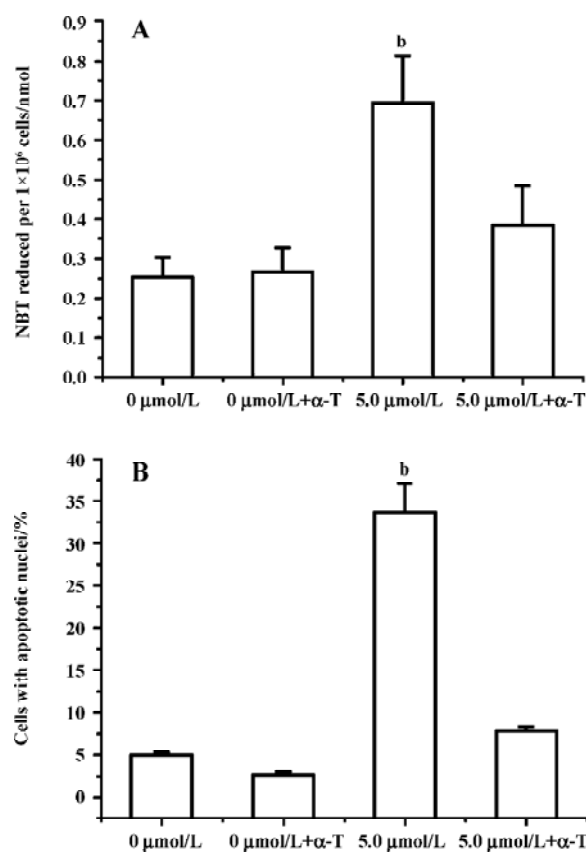 A
b
NBT reduced per 1×10⁶ cells/nmol
0.9
0.8
0.7
0.6
0.5
0.4
0.3
0.2
0.1
0.0
0 μmol/L 0 μmol/L+α-T 5.0 μmol/L 5.0 μmol/L+α-T
B
b
Cells with apoptotic nuclei/%
40
35
30
25
20
15
10
5
0
0 μmol/L 0 μmol/L+α-T 5.0 μmol/L 5.0 μmol/L+α-T